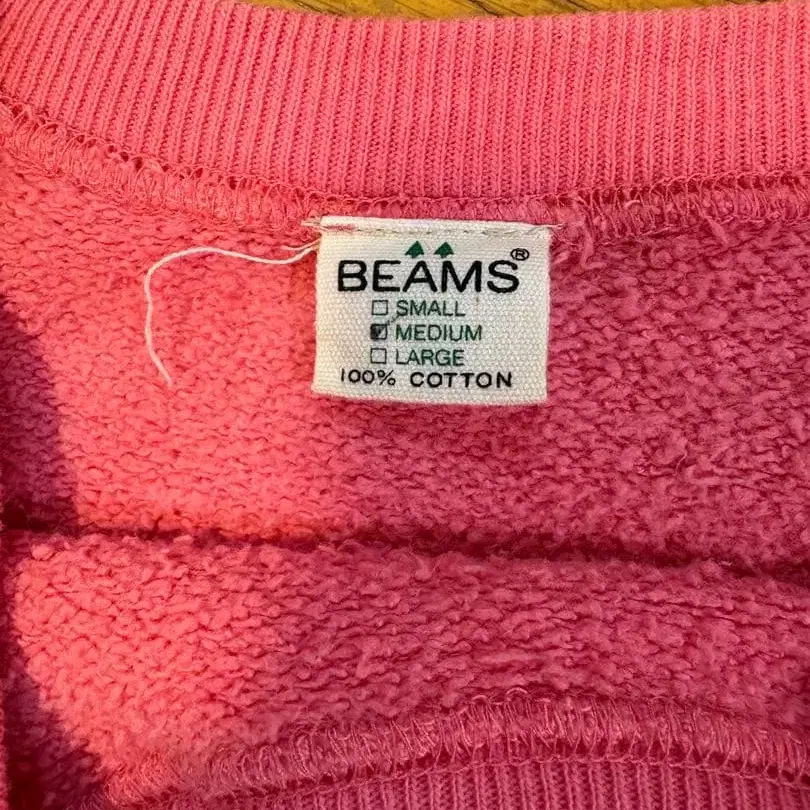 BEAMS®
☐ SMALL
☑ MEDIUM
☐ LARGE
100% COTTON